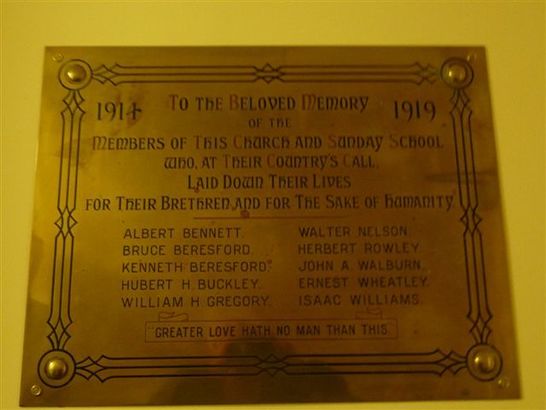 1914 To The Beloved Memory 1919
of the
Members of This Church and Sunday School
who, at Their Country's Call,
Laid Down Their Lives
for Their Brethren, and for The Sake of Humanity.
ALBERT BENNETT. WALTER NELSON.
BRUCE BERESFORD. HERBERT ROWLEY.
KENNETH BERESFORD. JOHN A. WALBURN.
HUBERT H. BUCKLEY. ERNEST WHEATLEY.
WILLIAM H. GREGORY. ISAAC WILLIAMS.
"GREATER LOVE HATH NO MAN THAN THIS."